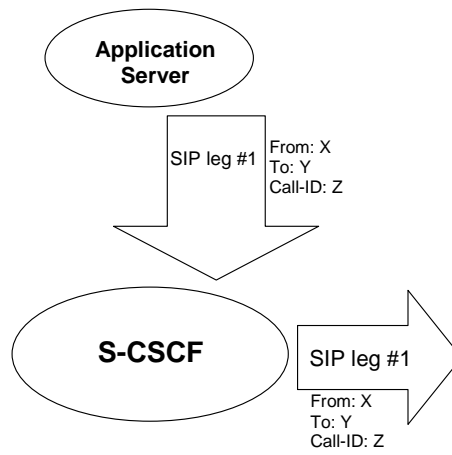 Application
Server
SIP leg #1
From: X
To: Y
Call-ID: Z
S-CSCF
SIP leg #1
From: X
To: Y
Call-ID: Z